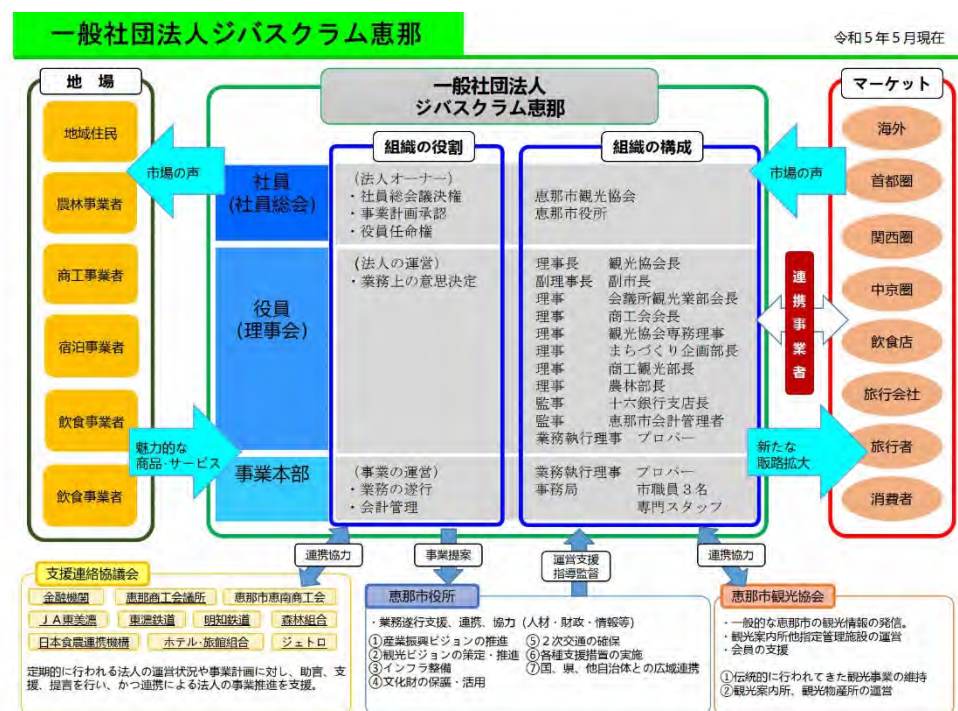 一般社団法人ジバスクラム恵那
令和５年５月現在
地　場
地域住民
農林事業者
商工事業者
宿泊事業者
飲食事業者
飲食事業者
市場の声
魅力的な
商品・サービス
一般社団法人
ジバスクラム恵那
組織の役割
組織の構成
社員
(社員総会)
(法人オーナー)
・社員総会議決権
・事業計画承認
・役員任命権
恵那市観光協会
恵那市役所
役員
(理事会)
(法人の運営)
・業務上の意思決定
理事長　観光協会長
副理事長　副市長
理事　会議所観光業部会長
理事　商工会会長
理事　観光協会専務理事
理事　まちづくり企画部長
理事　商工観光部長
理事　農林部長
監事　十六銀行支店長
監事　恵那市会計管理者
業務執行理事　プロパー
事業本部
(事業の運営)
・業務の遂行
・会計管理
業務執行理事　プロパー
事務局　市職員３名
専門スタッフ
市場の声
連携事業者
新たな
販路拡大
マーケット
海外
首都圏
関西圏
中京圏
飲食店
旅行会社
旅行者
消費者
連携協力
事業提案
運営支援
指導監督
連携協力
支援連絡協議会
金融機関　恵那商工会議所　恵那市恵南商工会
ＪＡ東美濃　東濃鉄道　明知鉄道　森林組合
日本食農連携機構　ホテル・旅館組合　ジェトロ
定期的に行われる法人の運営状況や事業計画に対し、助言、支
援、提言を行い、かつ連携による法人の事業推進を支援。
恵那市役所
・業務遂行支援、連携、協力（人材・財政・情報等）
①産業振興ビジョンの推進　⑤２次交通の確保
②観光ビジョンの策定・推進　⑥各種支援措置の実施
③インフラ整備　⑦国、県、他自治体との広域連携
④文化財の保護・活用
恵那市観光協会
・一般的な恵那市の観光情報の発信。
・観光案内所他指定管理施設の運営
・会員の支援
①伝統的に行われてきた観光事業の維持
②観光案内所、観光物産所の運営